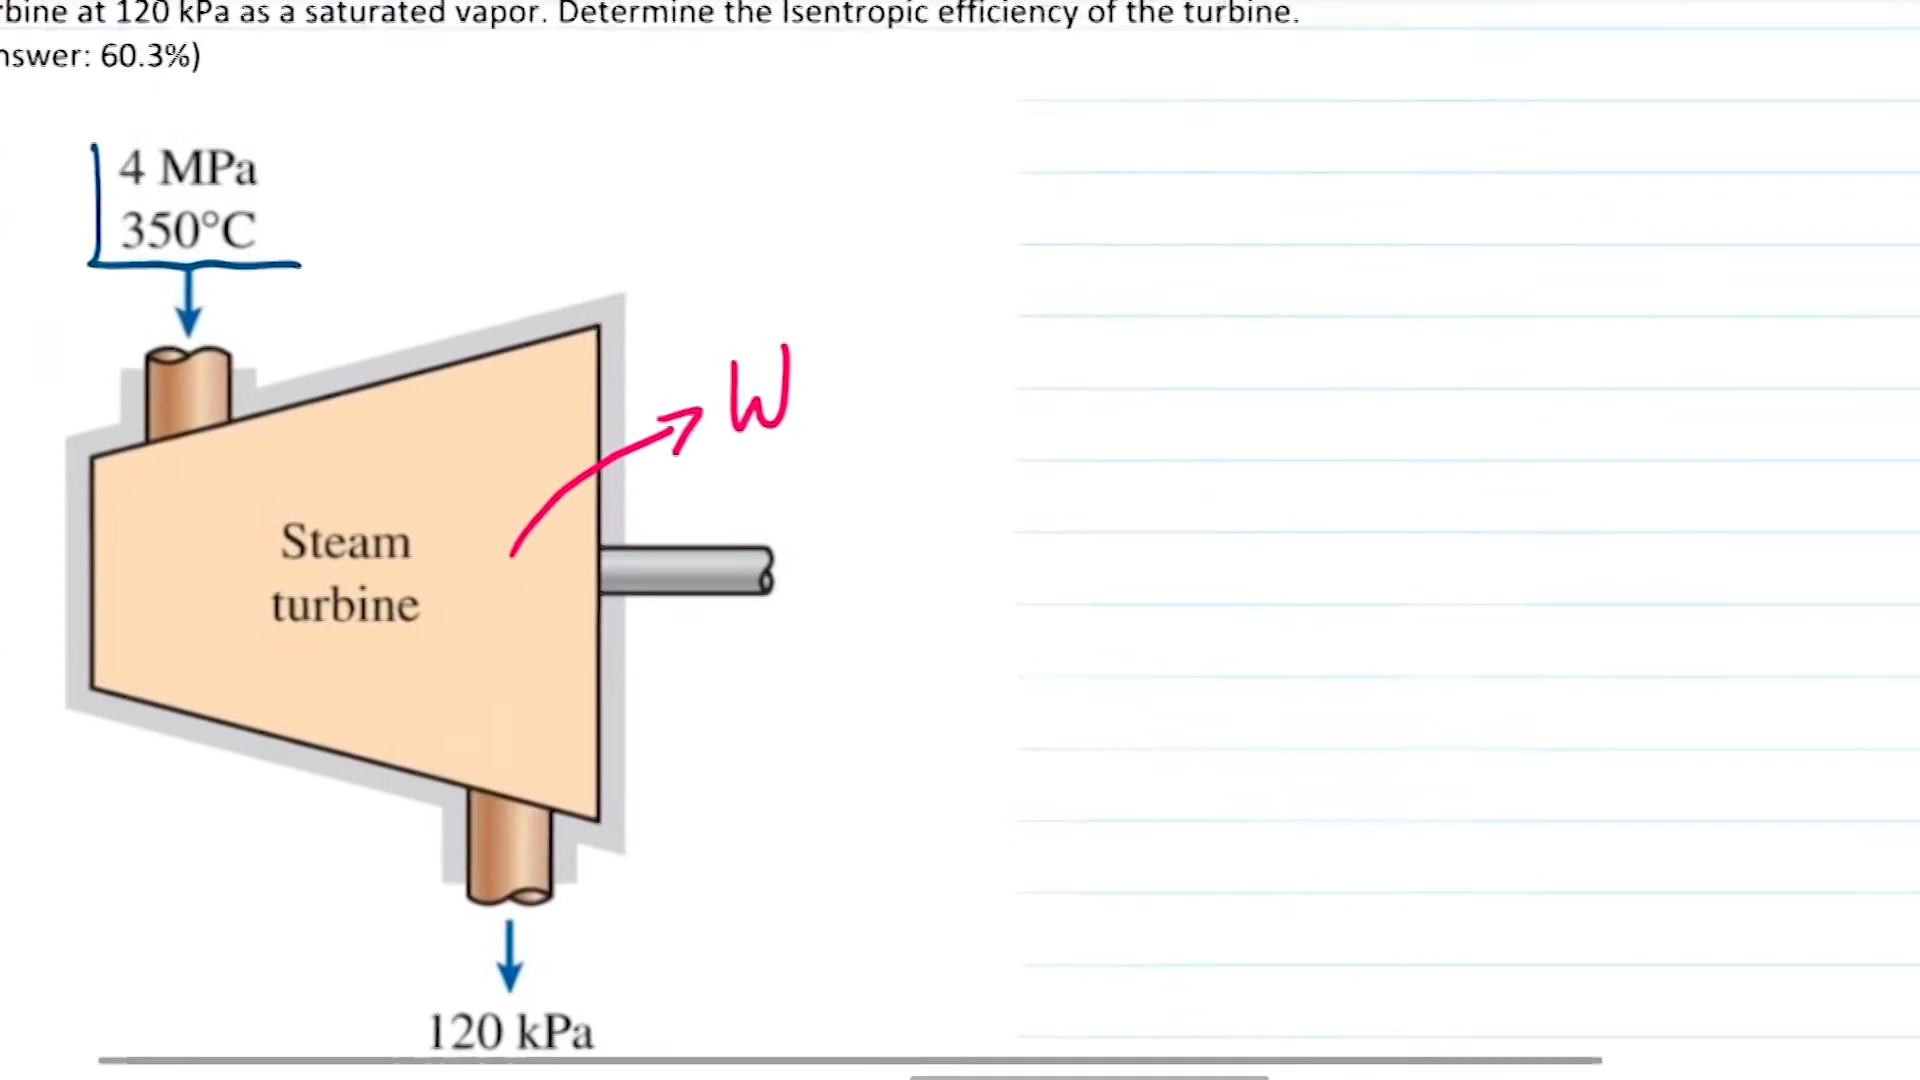 rbine at 120 kPa as a saturated vapor. Determine the Isentropic efficiency of the turbine.
nswer: 60.3%)
4 MPa
350°C
W
Steam
turbine
120 kPa